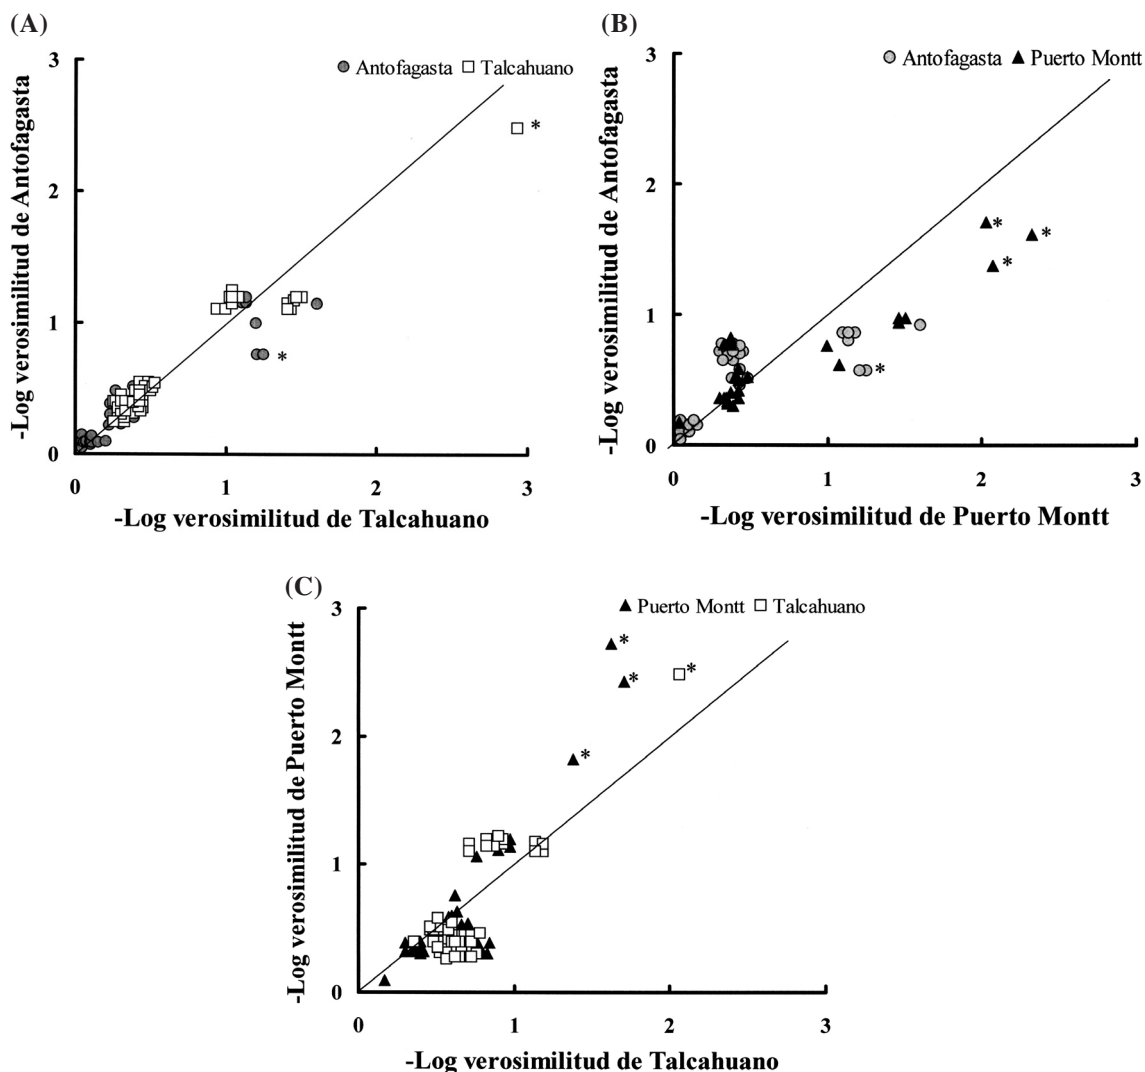 (A)
3
Antofagasta Talcahuano
*
2
1
*
0
0 1 2 3
-Log verosimilitud de Antofagasta
-Log verosimilitud de Talcahuano
(B)
3
Antofagasta Puerto Montt
2
*
*
*
1
*
0
0 1 2 3
-Log verosimilitud de Antofagasta
-Log verosimilitud de Puerto Montt
(C)
3
Puerto Montt Talcahuano
*
*
*
2
*
1
0
0 1 2 3
-Log verosimilitud de Puerto Montt
-Log verosimilitud de Talcahuano